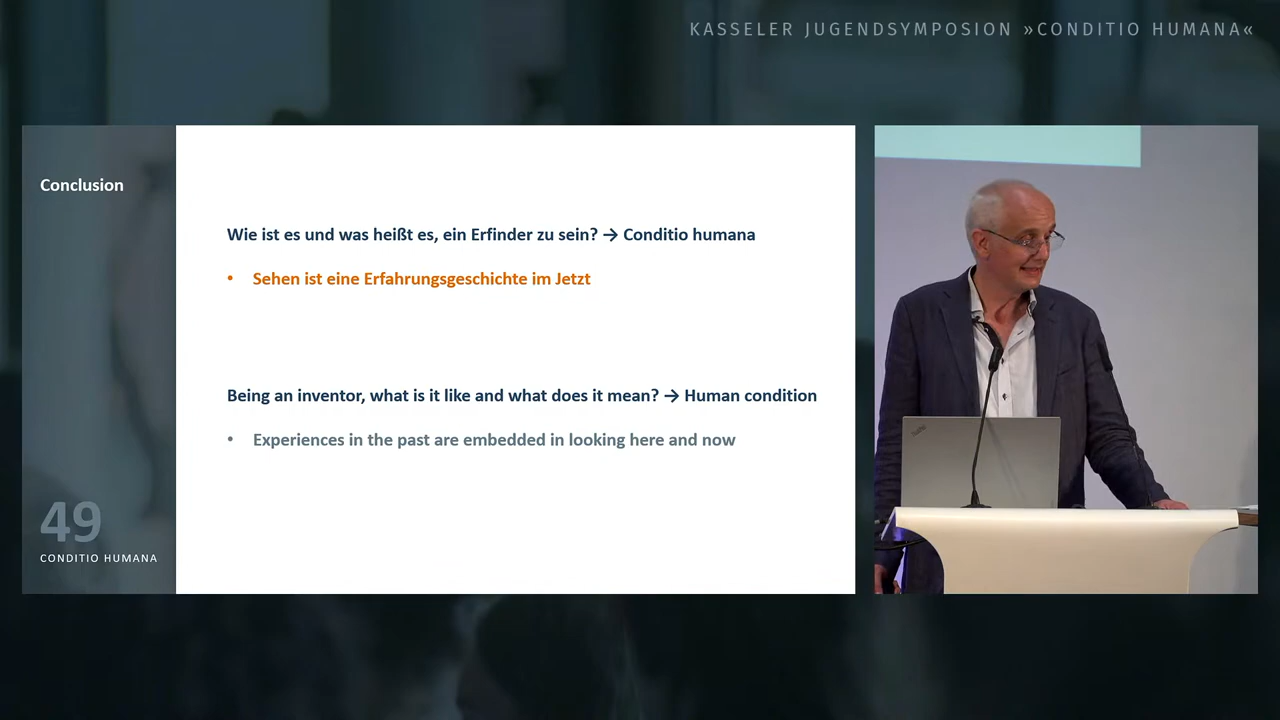 KASSELER JUGENDSYMPOSION »CONDITIO HUMANA«
Conclusion
Wie ist es und was heißt es, ein Erfinder zu sein? → Conditio humana
• Sehen ist eine Erfahrungsgeschichte im Jetzt
Being an inventor, what is it like and what does it mean? → Human condition
• Experiences in the past are embedded in looking here and now
49
CONDITIO HUMANA